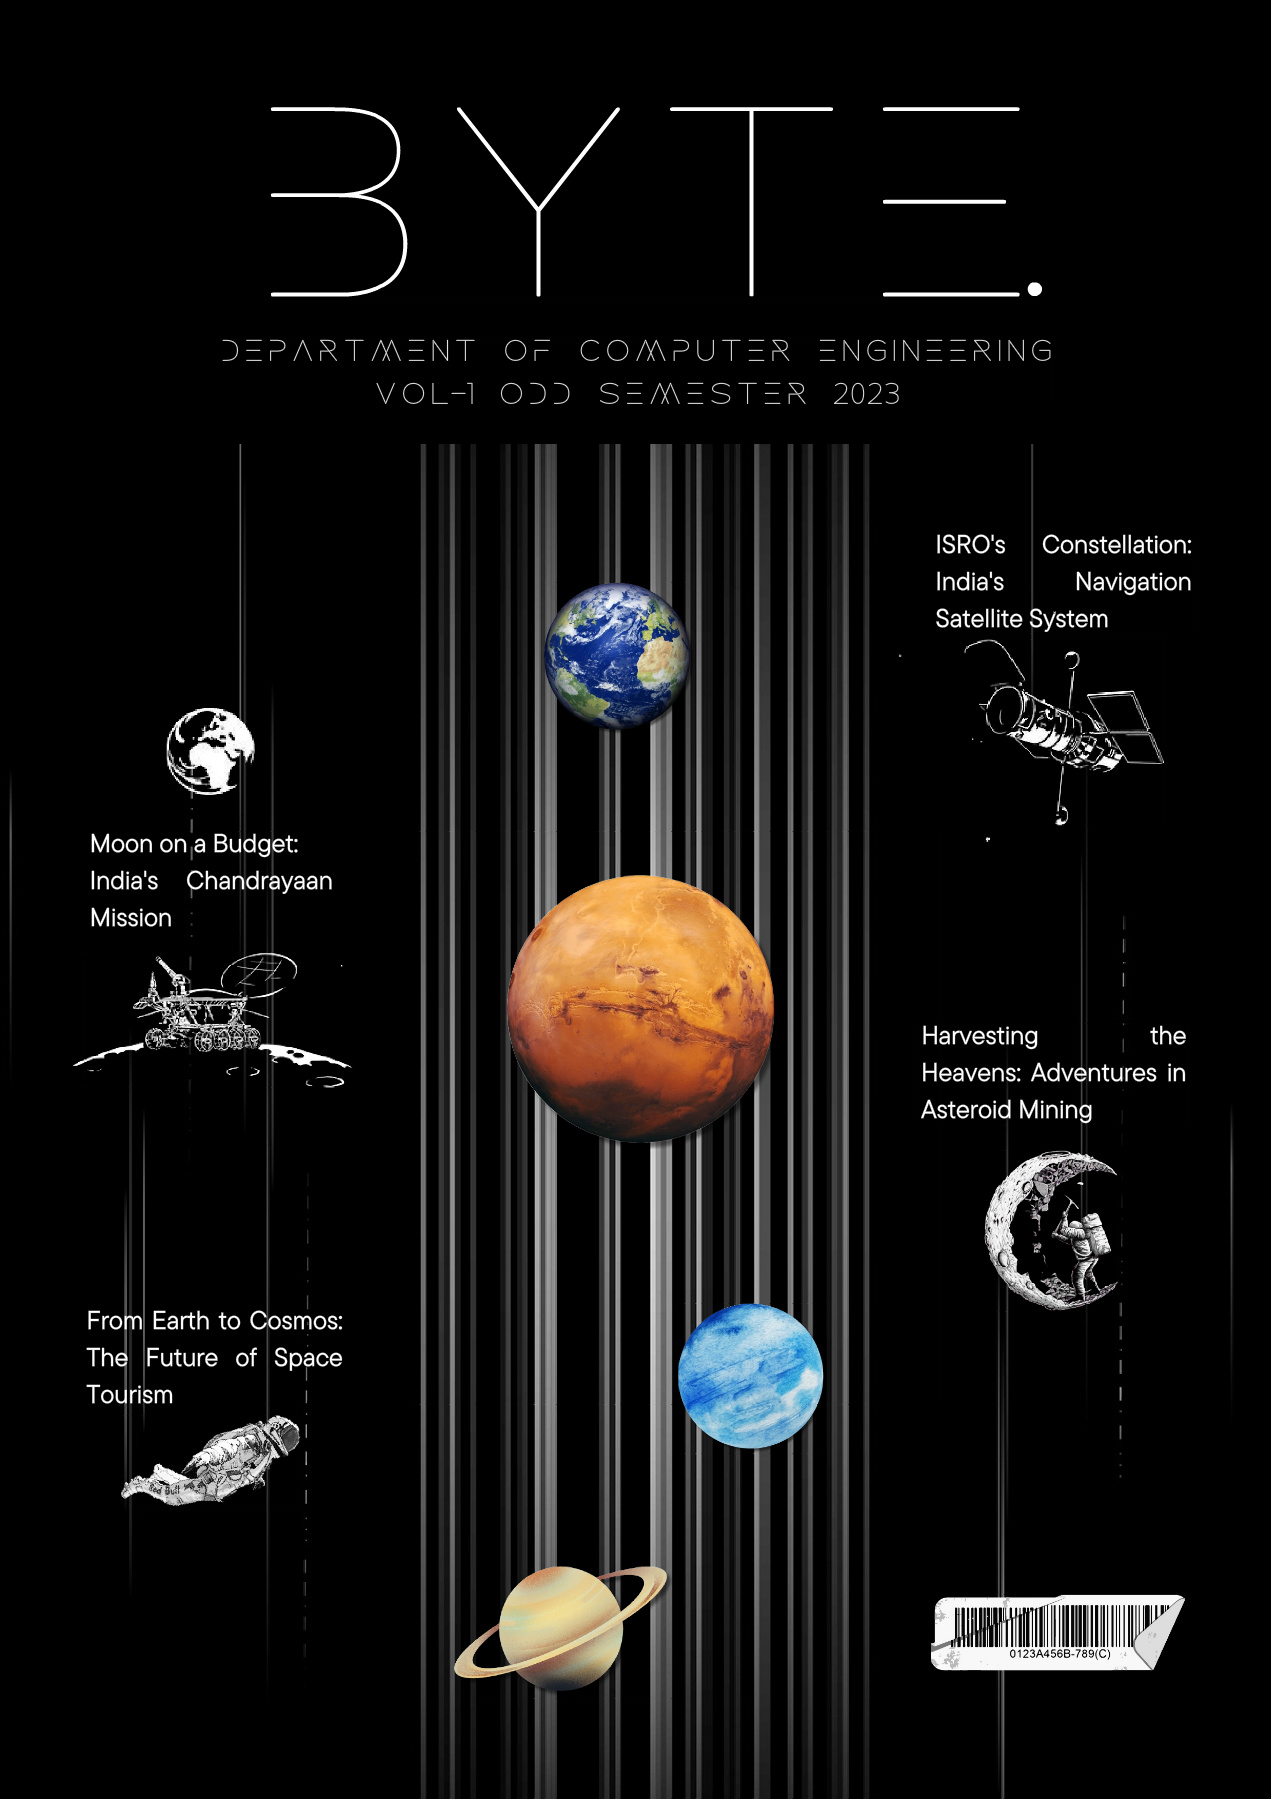 BYTE.
DEPARTMENT OF COMPUTER ENGINEERING
VOL-1 ODD SEMESTER 2023
ISRO's Constellation:
India's Navigation
Satellite System
Moon on a Budget:
India's Chandrayaan
Mission
Harvesting the
Heavens: Adventures in
Asteroid Mining
From Earth to Cosmos:
The Future of Space
Tourism
Red Bull
0123A456B-789(C)